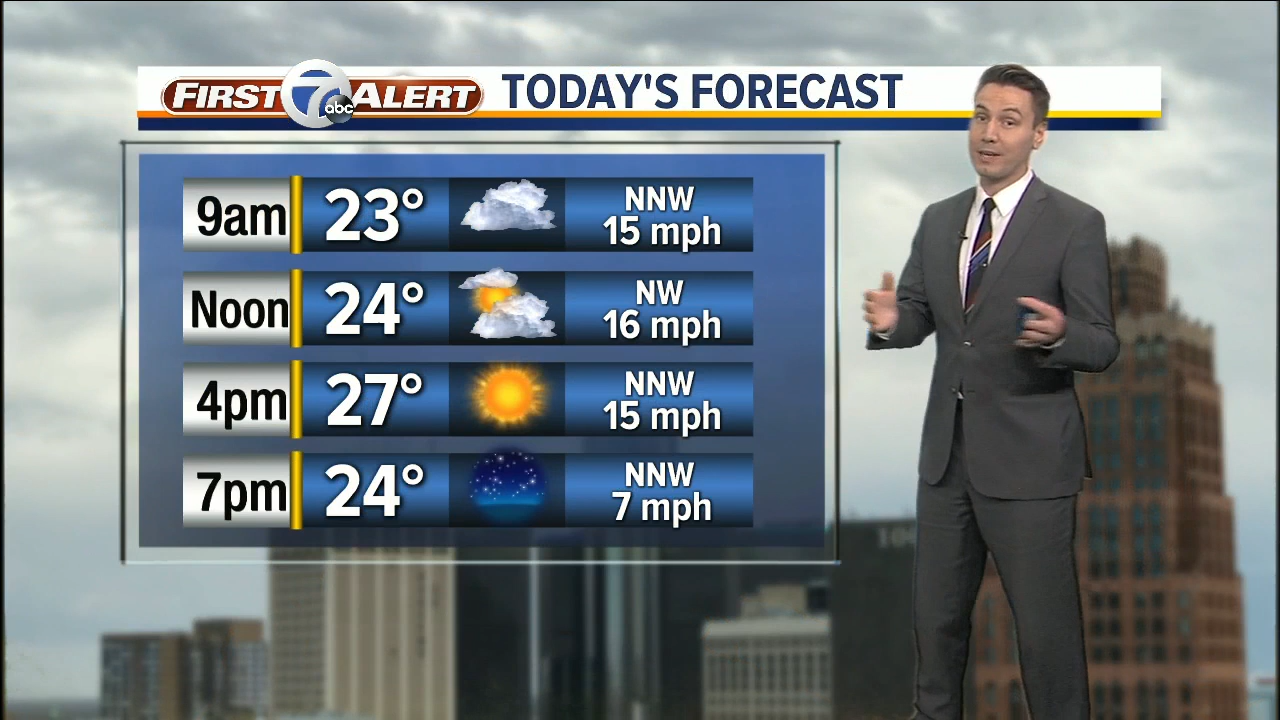 FIRST 7 abc ALERT TODAY'S FORECAST
9am 23° NNW
15 mph
Noon 24° NW
16 mph
4pm 27° NNW
15 mph
7pm 24° NNW
7 mph